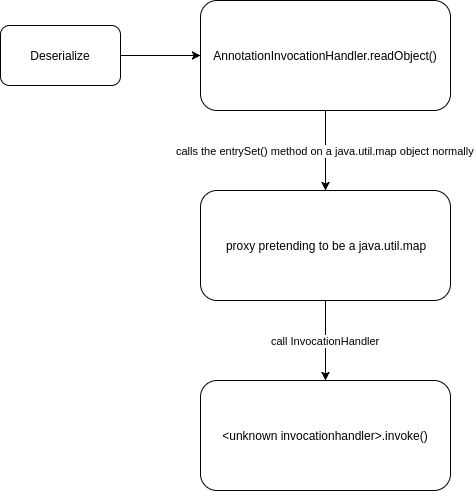 Deserialize
AnnotationInvocationHandler.readObject()
calls the entrySet() method on a java.util.map object normally
proxy pretending to be a java.util.map
call InvocationHandler
<unknown invocationhandler>.invoke()